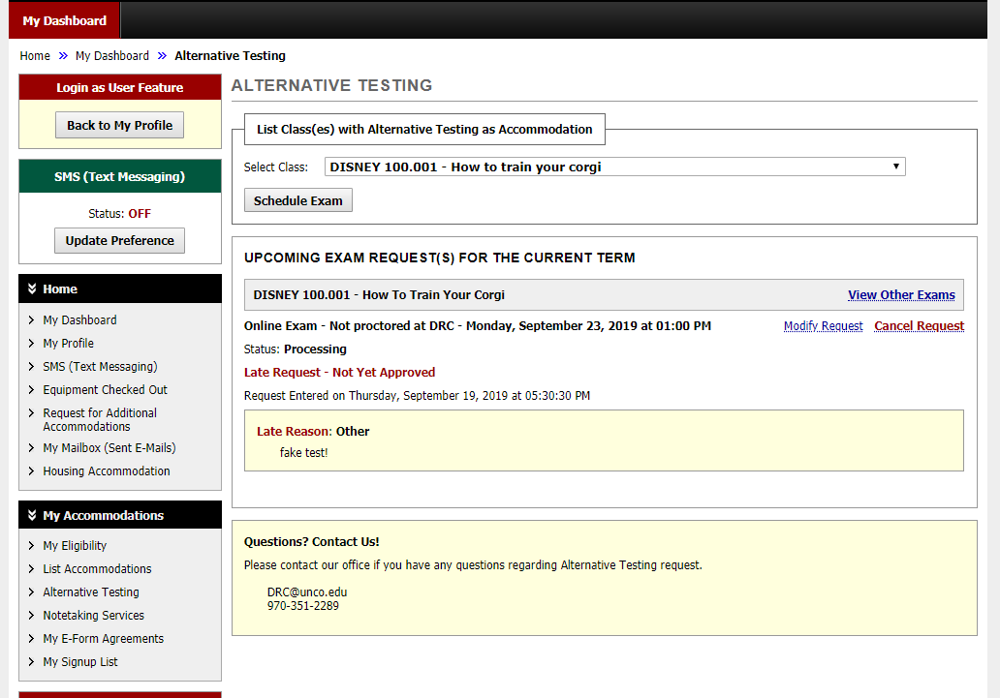 My Dashboard
Home » My Dashboard » Alternative Testing
Login as User Feature
Back to My Profile
SMS (Text Messaging)
Status: OFF
Update Preference
Home
My Dashboard
My Profile
SMS (Text Messaging)
Equipment Checked Out
Request for Additional
Accommodations
My Mailbox (Sent E-Mails)
Housing Accommodation
My Accommodations
My Eligibility
List Accommodations
Alternative Testing
Notetaking Services
My E-Form Agreements
My Signup List
ALTERNATIVE TESTING
List Class(es) with Alternative Testing as Accommodation
Select Class: DISNEY 100.001 - How to train your corgi
Schedule Exam
UPCOMING EXAM REQUEST(S) FOR THE CURRENT TERM
DISNEY 100.001 - How To Train Your Corgi View Other Exams
Online Exam - Not proctored at DRC - Monday, September 23, 2019 at 01:00 PM Modify Request Cancel Request
Status: Processing
Late Request - Not Yet Approved
Request Entered on Thursday, September 19, 2019 at 05:30:30 PM
Late Reason: Other
fake test!
Questions? Contact Us!
Please contact our office if you have any questions regarding Alternative Testing request.
DRC@unco.edu
970-351-2289